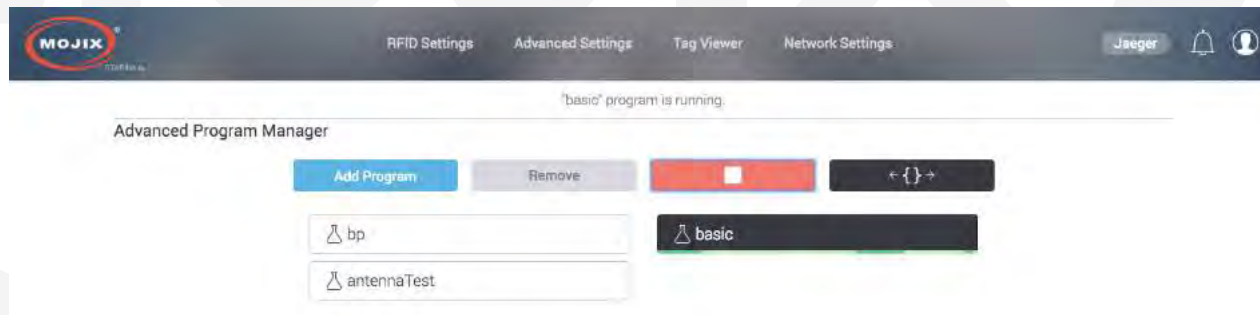 MOJIX
RFID Settings Advanced Settings Tag Viewer Network Settings Jaeger
"basic" program is running.
Advanced Program Manager
Add Program Remove ←{}→
bp basic
antennaTest